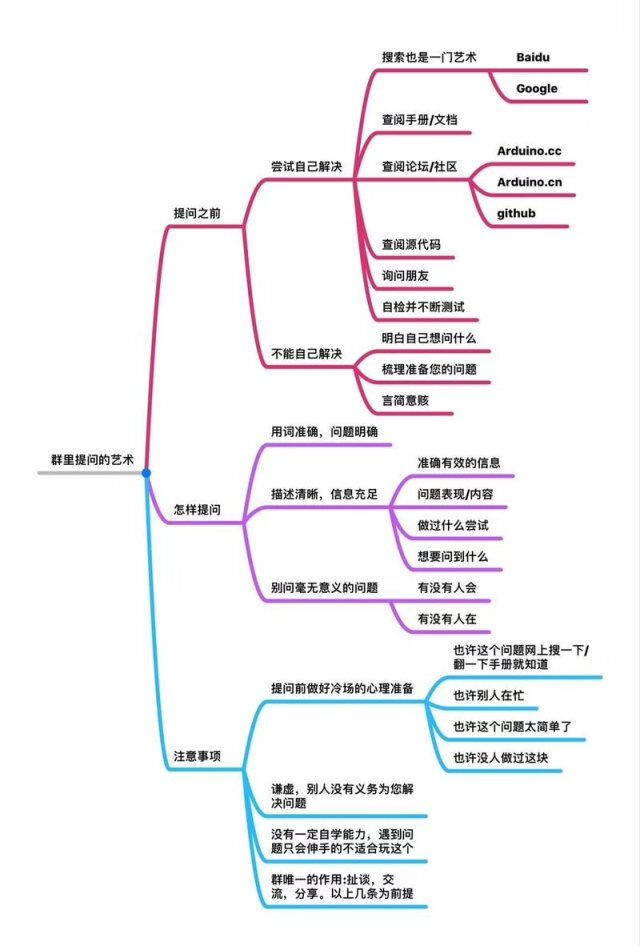 群里提问的艺术
提问之前
尝试自己解决
搜索也是一门艺术
Baidu
Google
查阅手册/文档
查阅论坛/社区
Arduino.cc
Arduino.cn
github
查阅源代码
询问朋友
自检并不断测试
不能自己解决
明白自己想问什么
梳理准备您的问题
言简意赅
怎样提问
用词准确，问题明确
描述清晰，信息充足
准确有效的信息
问题表现/内容
做过什么尝试
想要问到什么
别问毫无意义的问题
有没有人会
有没有人在
注意事项
提问前做好冷场的心理准备
也许这个问题网上搜一下/
翻一下手册就知道
也许别人在忙
也许这个问题太简单了
也许没人做过这块
谦虚，别人没有义务为您解
决问题
没有一定自学能力，遇到问
题只会伸手的不适合玩这个
群唯一的作用:扯谈，交
流，分享。以上几条为前提